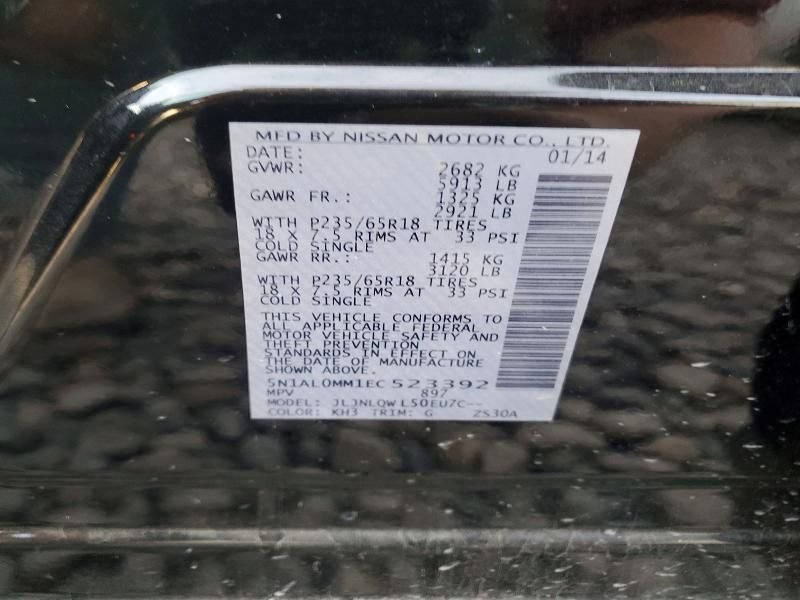 MFD BY NISSAN MOTOR CO., LTD.
DATE: 01/14
GVWR: 2682 KG
5913 LB
GAWR FR.: 1325 KG
2921 LB
WITH P235/65R18 TIRES
18 X 7.5 RIMS AT 33 PSI
COLD SINGLE
GAWR RR.: 1415 KG
3120 LB
WITH P235/65R18 TIRES
18 X 7.5 RIMS AT 33 PSI
COLD SINGLE
THIS VEHICLE CONFORMS TO
ALL APPLICABLE FEDERAL
MOTOR VEHICLE SAFETY AND
THEFT PREVENTION
STANDARDS IN EFFECT ON
THE DATE OF MANUFACTURE
SHOWN ABOVE.
5N1AL0MM1EC523392
MPV 897
MODEL: JLJNLQWL50EU7C--
COLOR: KH3 TRIM: G ZS30A